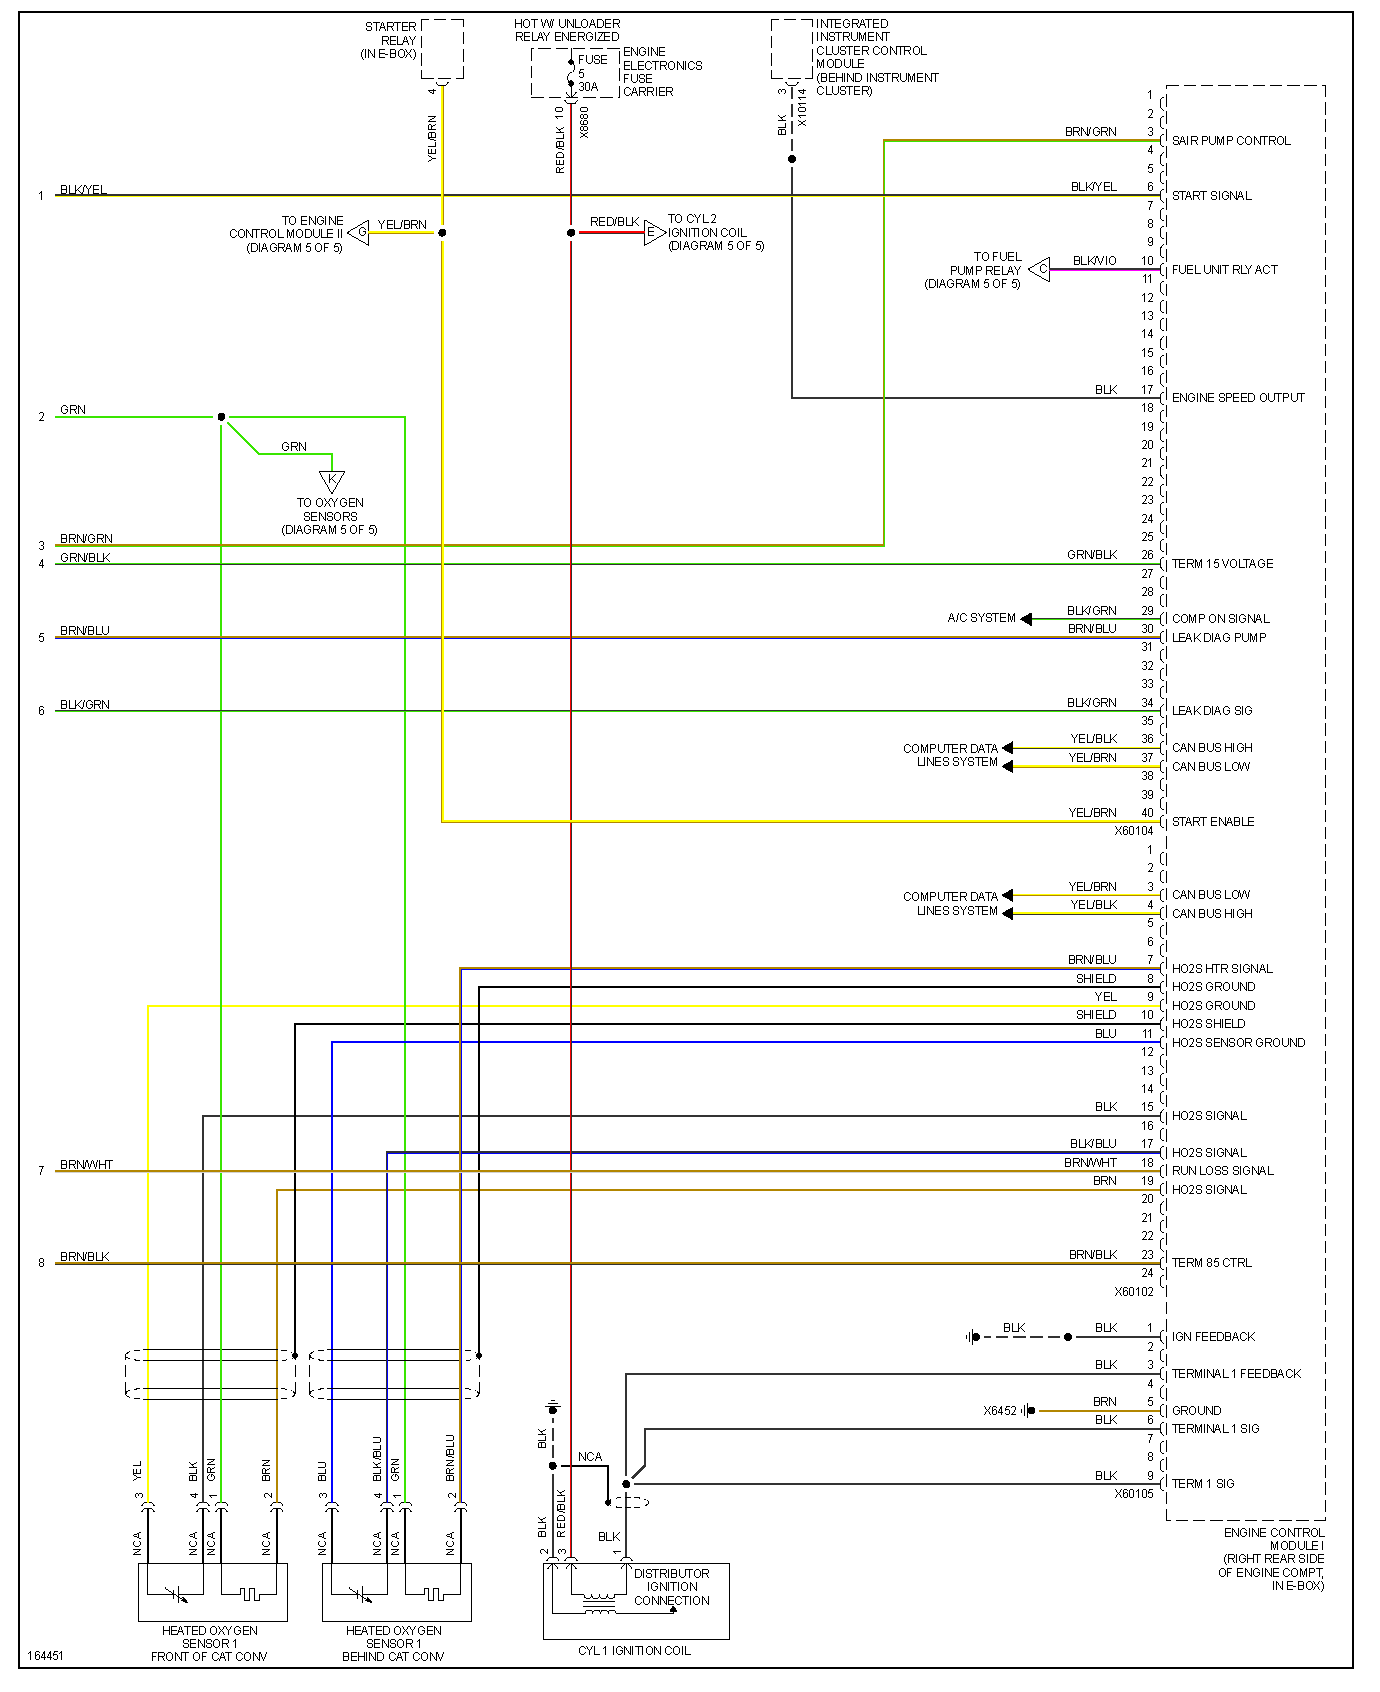 STARTER
RELAY
(IN E-BOX)
HOT W/ UNLOADER
RELAY ENERGIZED
FUSE
5
30A
ENGINE
ELECTRONICS
FUSE
CARRIER
INTEGRATED
INSTRUMENT
CLUSTER CONTROL
MODULE
(BEHIND INSTRUMENT
CLUSTER)
4
YEL/BRN
10
X8680
RED/BLK
3
X10114
BLK
1
2
BRN/GRN 3 SAIR PUMP CONTROL
4
5
1 BLK/YEL
BLK/YEL 6 START SIGNAL
7
TO ENGINE
CONTROL MODULE II
(DIAGRAM 5 OF 5)
G
YEL/BRN
RED/BLK
E
TO CYL 2
IGNITION COIL
(DIAGRAM 5 OF 5)
8
9
TO FUEL
PUMP RELAY
(DIAGRAM 5 OF 5)
C
BLK/VIO 10 FUEL UNIT RLY ACT
11
12
13
14
15
16
BLK 17 ENGINE SPEED OUTPUT
18
2 GRN
GRN
K
TO OXYGEN
SENSORS
(DIAGRAM 5 OF 5)
19
20
21
22
23
24
25
3 BRN/GRN
4 GRN/BLK
GRN/BLK 26 TERM 15 VOLTAGE
27
28
A/C SYSTEM
BLK/GRN 29 COMP ON SIGNAL
5 BRN/BLU
BRN/BLU 30 LEAK DIAG PUMP
31
32
33
6 BLK/GRN
BLK/GRN 34 LEAK DIAG SIG
35
COMPUTER DATA
LINES SYSTEM
YEL/BLK 36 CAN BUS HIGH
YEL/BRN 37 CAN BUS LOW
38
39
YEL/BRN 40 START ENABLE
X60104
1
2
COMPUTER DATA
LINES SYSTEM
YEL/BRN 3 CAN BUS LOW
YEL/BLK 4 CAN BUS HIGH
5
6
BRN/BLU 7 HO2S HTR SIGNAL
SHIELD 8 HO2S GROUND
YEL 9 HO2S GROUND
SHIELD 10 HO2S SHIELD
BLU 11 HO2S SENSOR GROUND
12
13
14
BLK 15 HO2S SIGNAL
16
BLK/BLU 17 HO2S SIGNAL
7 BRN/WHT
BRN/WHT 18 RUN LOSS SIGNAL
BRN 19 HO2S SIGNAL
20
21
22
8 BRN/BLK
BRN/BLK 23 TERM 85 CTRL
24
X60102
BLK
BLK 1 IGN FEEDBACK
2
BLK 3 TERMINAL 1 FEEDBACK
4
X6452
BRN 5 GROUND
BLK 6 TERMINAL 1 SIG
7
8
BLK 9 TERM 1 SIG
X60105
ENGINE CONTROL
MODULE I
(RIGHT REAR SIDE
OF ENGINE COMPT,
IN E-BOX)
3 YEL
4 BLK
1 GRN
2 BRN
3 BLU
4 BLK/BLU
1 GRN
2 BRN/BLU
NCA
NCA
NCA
NCA
NCA
NCA
NCA
NCA
BLK
NCA
2 BLK
3 RED/BLK
1 BLK
DISTRIBUTOR
IGNITION
CONNECTION
HEATED OXYGEN
SENSOR 1
FRONT OF CAT CONV
HEATED OXYGEN
SENSOR 1
BEHIND CAT CONV
CYL 1 IGNITION COIL
164451